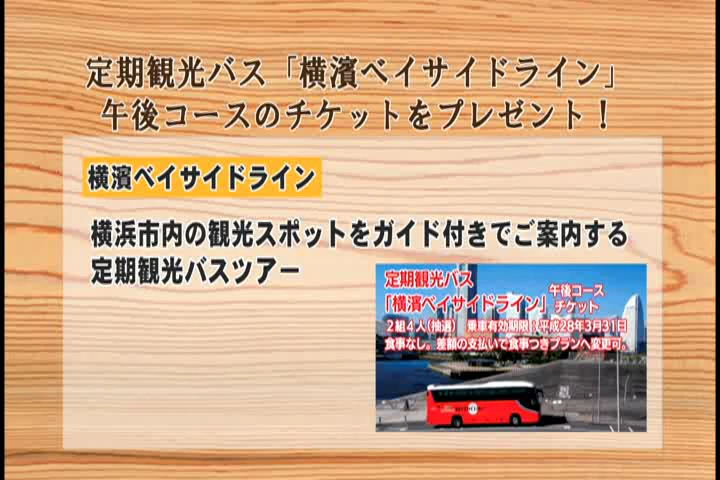 定期観光バス「横濱ベイサイドライン」
午後コースのチケットをプレゼント！
横濱ベイサイドライン
横浜市内の観光スポットをガイド付きでご案内する
定期観光バスツアー
定期観光バス
「横濱ベイサイドライン」
午後コース
チケット
2組4人(抽選) 乗車有効期限：平成28年3月31日
食事なし。差額の支払いで食事つきプランへ変更可。